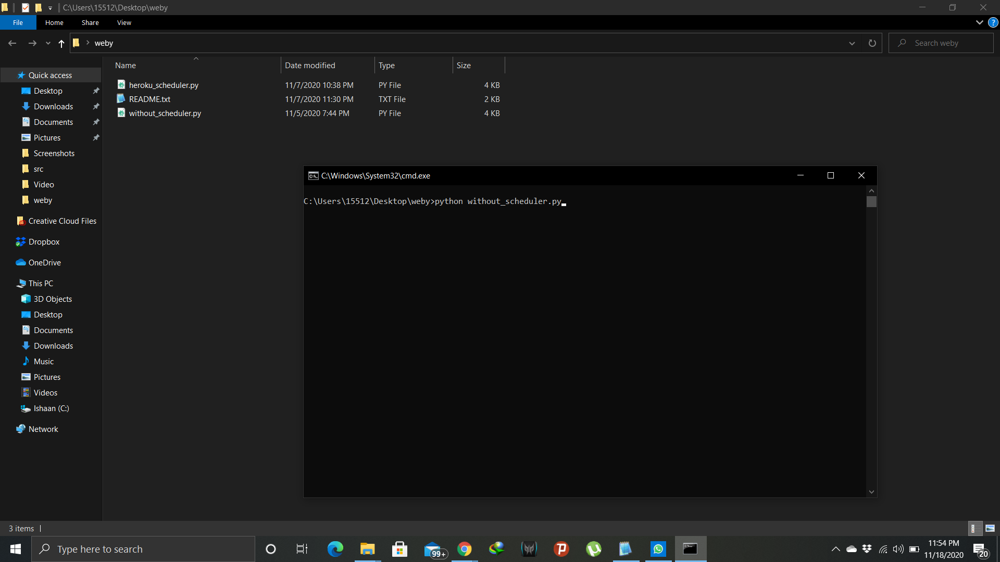 C:\Users\15512\Desktop\weby
File Home Share View
weby
Search weby
Name Date modified Type Size
heroku_scheduler.py 11/7/2020 10:38 PM PY File 4 KB
README.txt 11/7/2020 11:30 PM TXT File 2 KB
without_scheduler.py 11/5/2020 7:44 PM PY File 4 KB
Quick access
Desktop
Downloads
Documents
Pictures
Screenshots
src
Video
weby
Creative Cloud Files
Dropbox
OneDrive
This PC
3D Objects
Desktop
Documents
Downloads
Music
Pictures
Videos
Ishaan (C:)
Network
C:\Windows\System32\cmd.exe
C:\Users\15512\Desktop\weby>python without_scheduler.py
3 items
Type here to search
99+
11:54 PM
11/18/2020
20